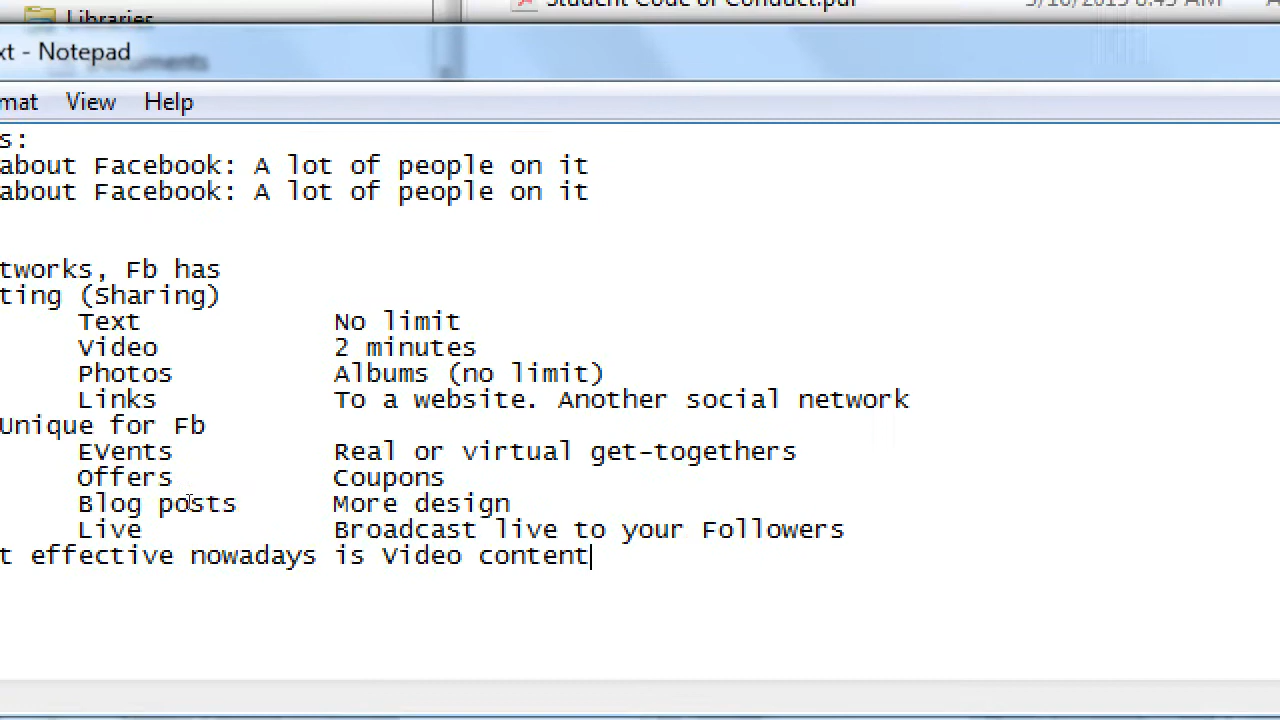 Libraries
Student Code of Conduct.pdf
xt - Notepad
Documents
mat View Help
s:
about Facebook: A lot of people on it
about Facebook: A lot of people on it
tworks, Fb has
ting (Sharing)
Text No limit
Video 2 minutes
Photos Albums (no limit)
Links To a website. Another social network
Unique for Fb
EVents Real or virtual get-togethers
Offers Coupons
Blog posts More design
Live Broadcast live to your Followers
t effective nowadays is Video content